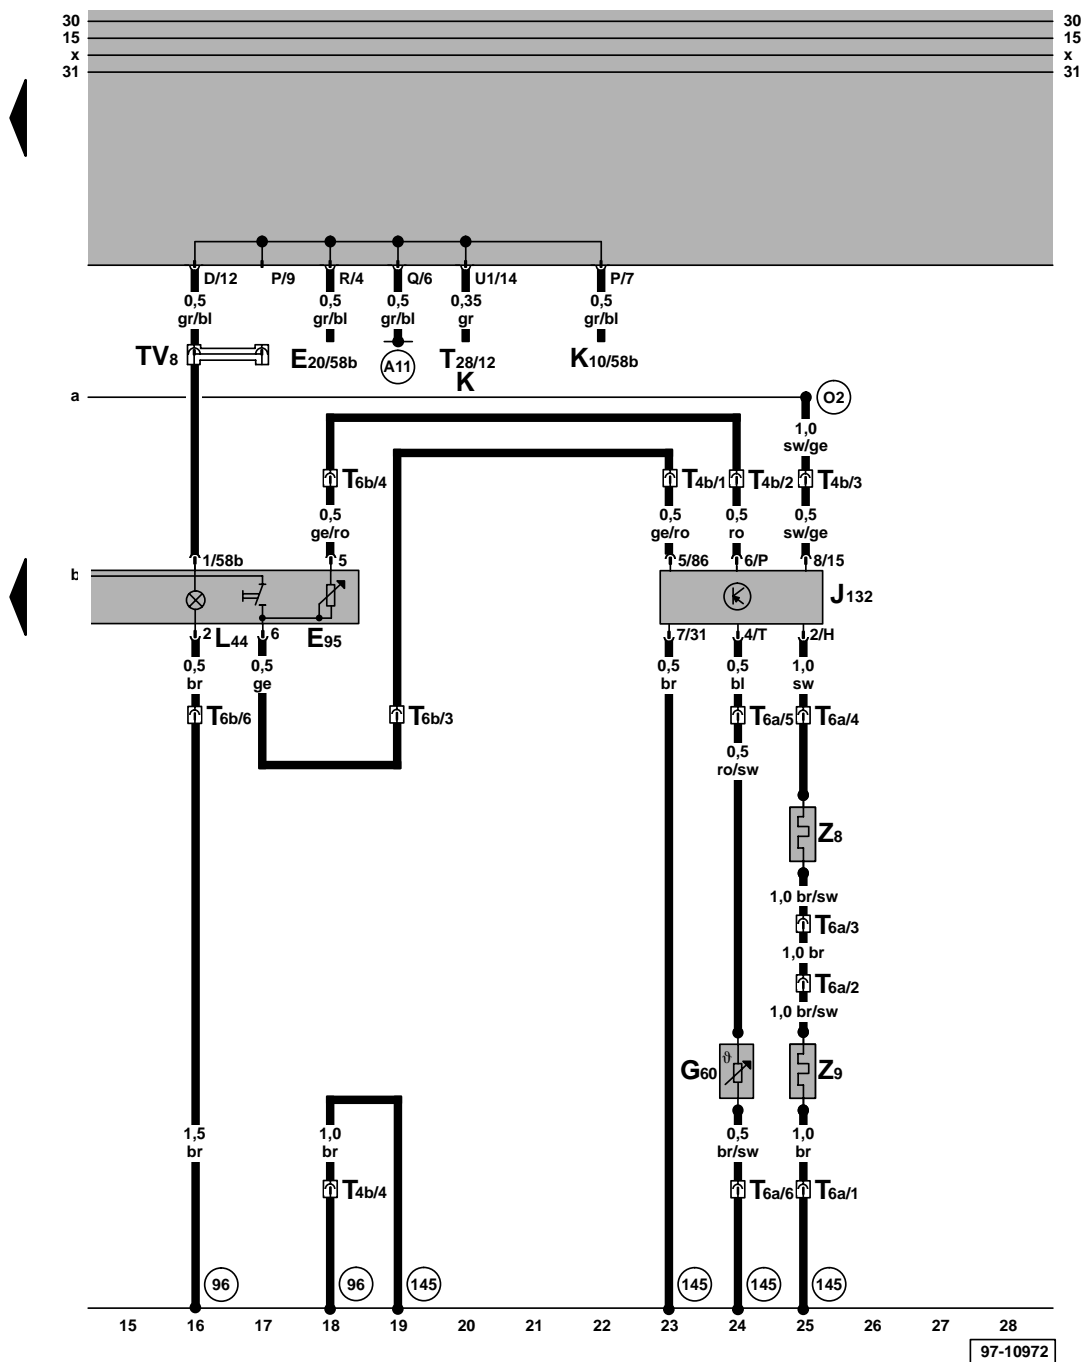 30 30
15 15
x x
31 31
D/12 P/9 R/4 Q/6 U1/14 P/7
0,5 0,5 0,5 0,35 0,5
gr/bl gr/bl gr/bl gr gr/bl
TV8 E20/58b A11 T28/12 K10/58b
K
a O2
1,0
sw/ge
T6b/4 T4b/1 T4b/2 T4b/3
0,5 0,5 0,5 0,5
ge/ro ge/ro ro sw/ge
1/58b 5 5/86 6/P 8/15
b J132
2 L44 6 E95 7/31 4/T 2/H
0,5 0,5 0,5 0,5 1,0
br ge br bl sw
T6b/6 T6b/3 T6a/5 T6a/4
0,5
ro/sw
Z8
1,0 br/sw
T6a/3
1,0 br
T6a/2
1,0 br/sw
ϑ
G60 Z9
1,5 1,0 0,5 1,0
br br br/sw br
T4b/4 T6a/6 T6a/1
96 96 145 145 145 145
15 16 17 18 19 20 21 22 23 24 25 26 27 28
97-10972